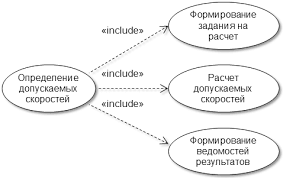 Формирование
задания на
расчет
«include»
Определение
допускаемых
скоростей
«include»
Расчет
допускаемых
скоростей
«include»
Формирование
ведомостей
результатов